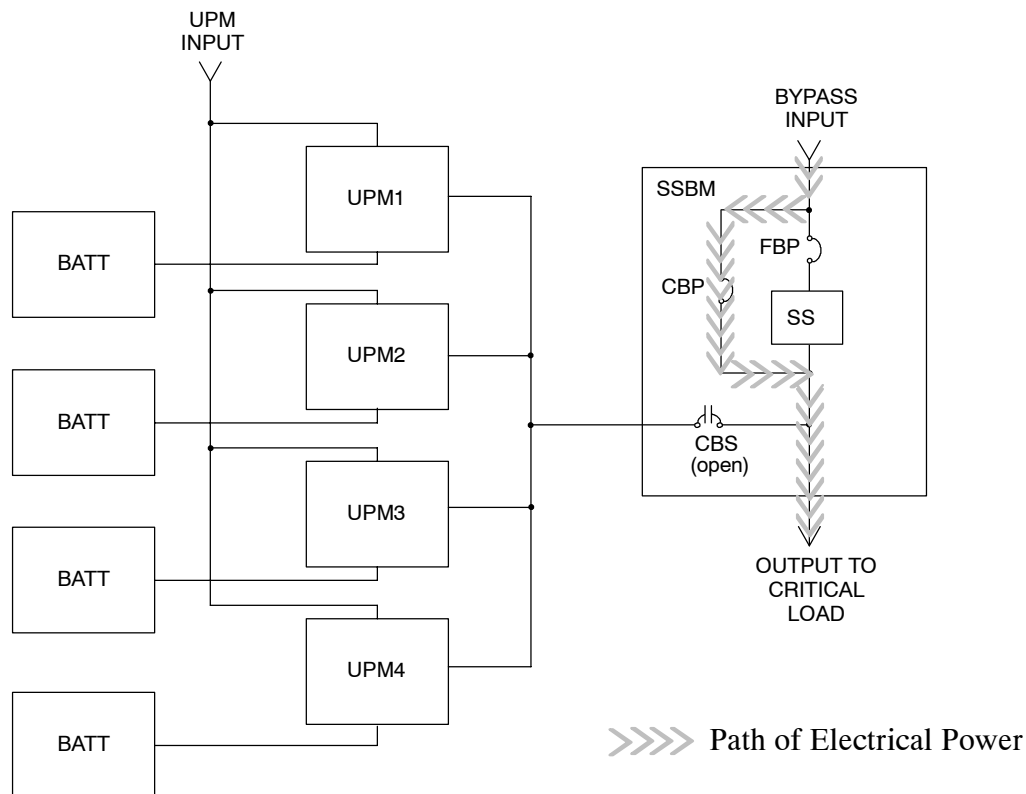 UPM
INPUT
BYPASS
INPUT
UPM1
SSBM
BATT
FBP
CBP
SS
UPM2
BATT
CBS
(open)
UPM3
BATT
OUTPUT TO
CRITICAL
LOAD
UPM4
BATT
Path of Electrical Power